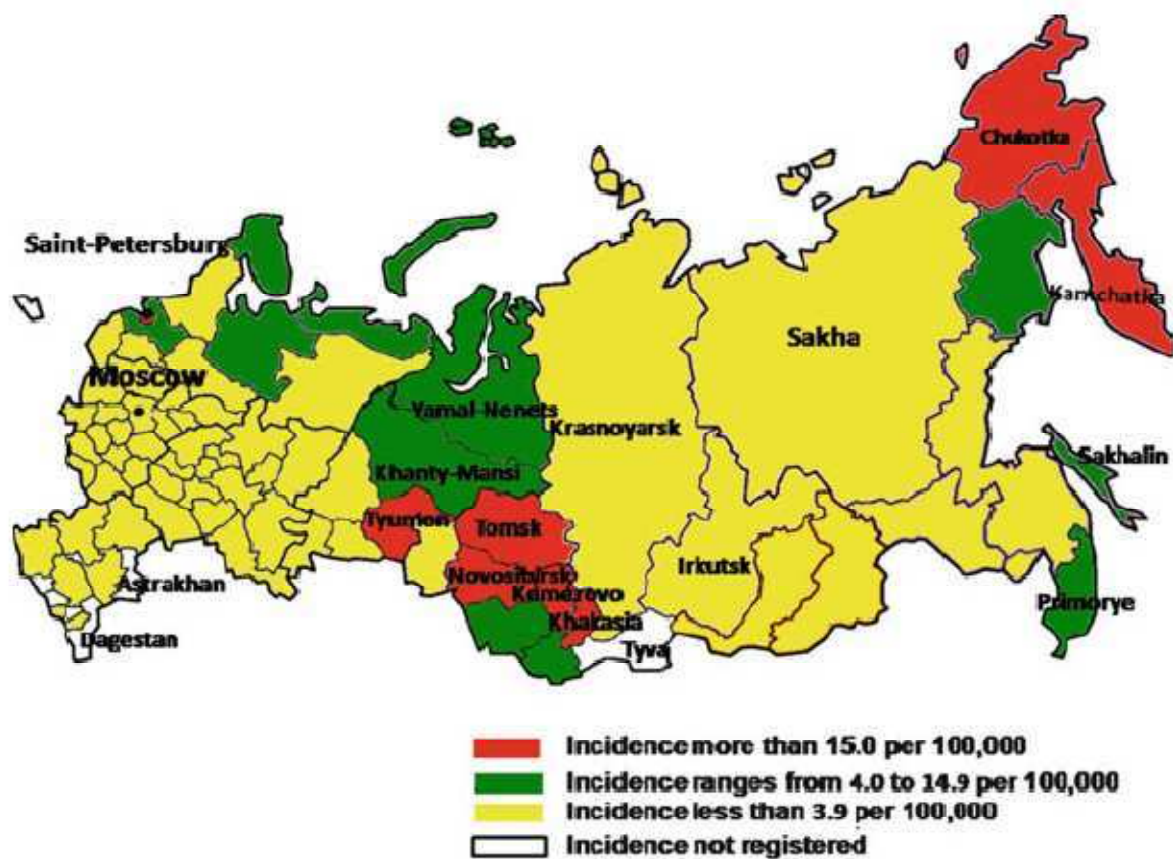 Chukotka
Saint-Petersburg
Kamchatka
Sakha
Moscow
Yamal-Nenets
Krasnoyarsk
Khanty-Mansi
Sakhalin
Tyumen
Tomsk
Novosibirsk
Irkutsk
Astrakhan
Kemerovo
Primorye
Khakasia
Dagestan
Tyva
Incidence more than 15.0 per 100,000
Incidence ranges from 4.0 to 14.9 per 100,000
Incidence less than 3.9 per 100,000
Incidence not registered